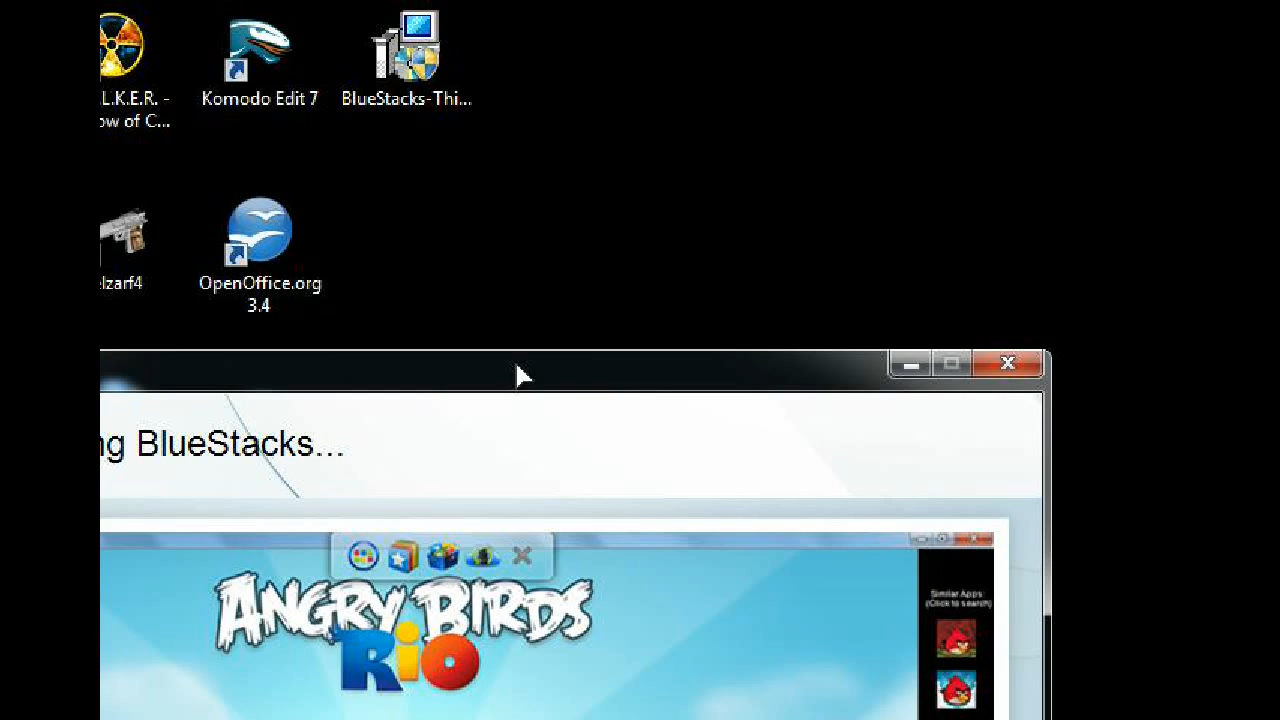 L.K.E.R. -
ow of C...
Komodo Edit 7
BlueStacks-Thi...
elzarf4
OpenOffice.org
3.4
ng BlueStacks...
ANGRY BIRDS
RiO
Similar Apps
(Click to search)